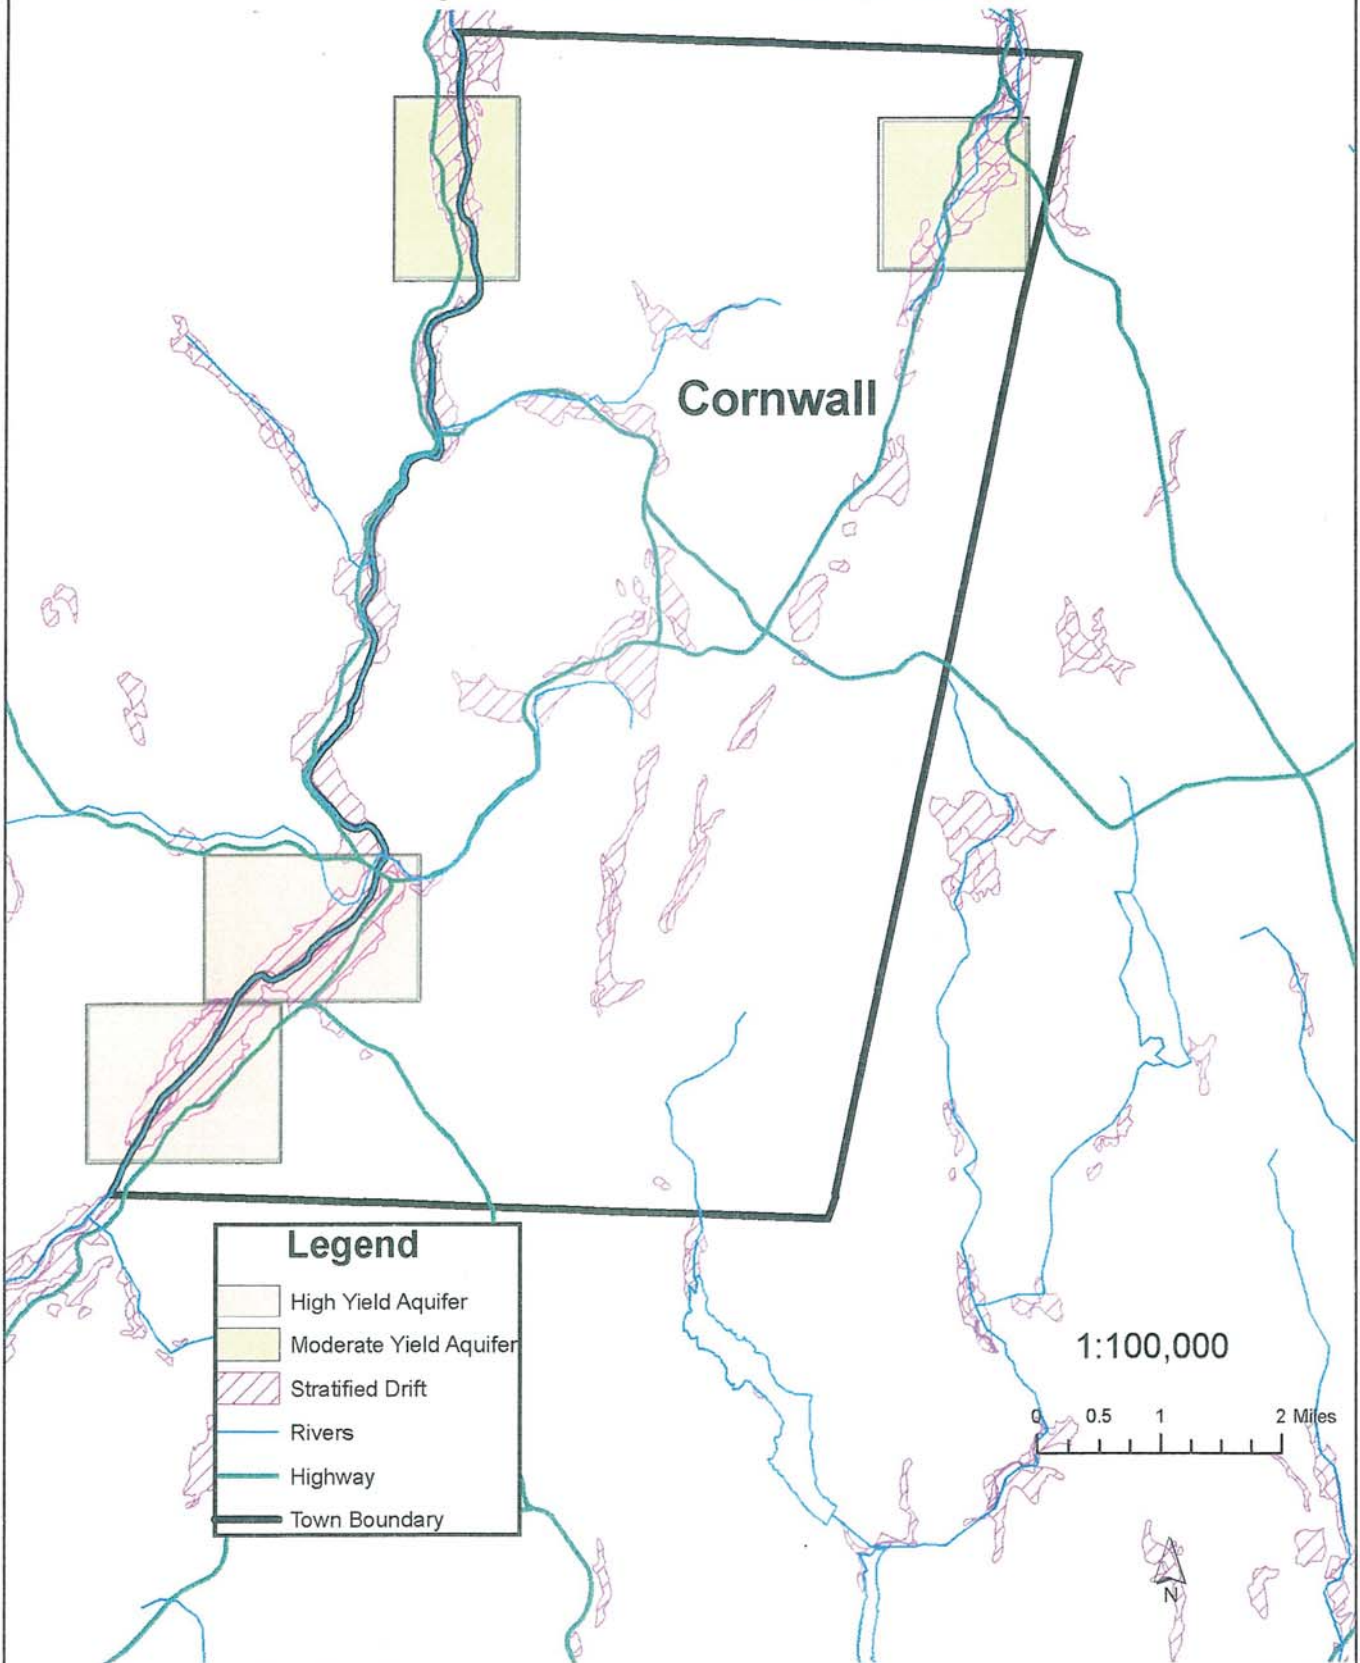 Cornwall
Legend
High Yield Aquifer
Moderate Yield Aquifer
Stratified Drift
Rivers
Highway
Town Boundary
1:100,000
0 0.5 1 2 Miles
N